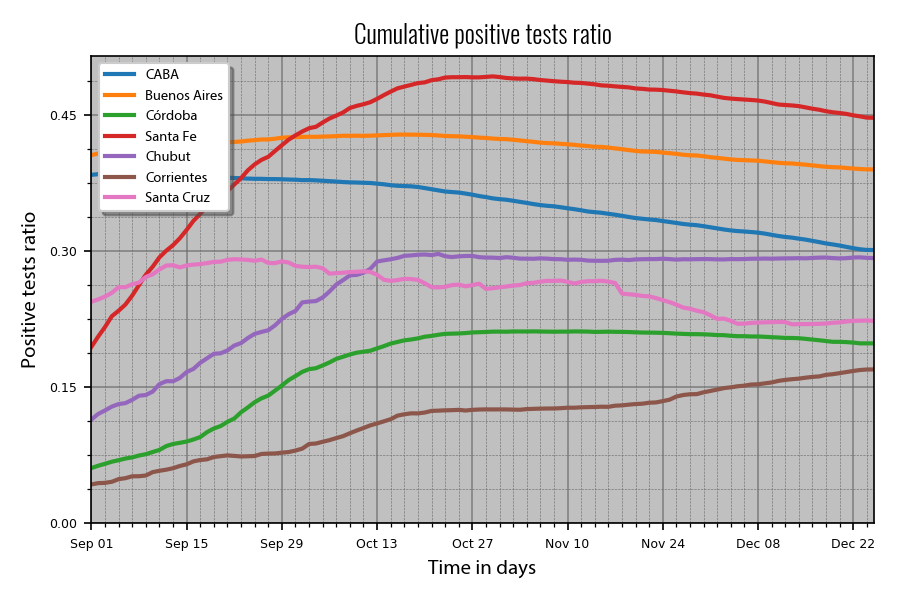 Cumulative positive tests ratio
CABA
Buenos Aires
Córdoba
Santa Fe
Chubut
Corrientes
Santa Cruz
Positive tests ratio
0.45
0.30
0.15
0.00
Sep 01 Sep 15 Sep 29 Oct 13 Oct 27 Nov 10 Nov 24 Dec 08 Dec 22
Time in days